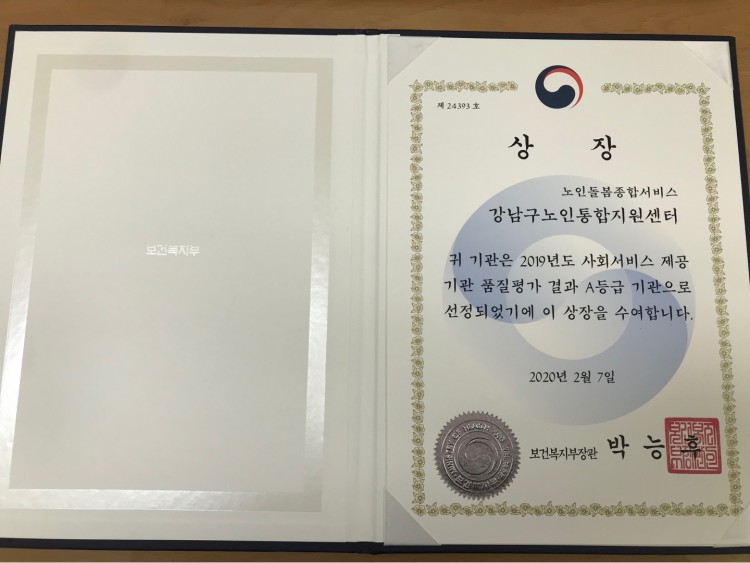 보건복지부
제 24393 호
상 장
노인돌봄종합서비스
강남구노인통합지원센터
귀 기관은 2019년도 사회서비스 제공
기관 품질평가 결과 A등급 기관으로
선정되었기에 이 상장을 수여합니다.
2020년 2월 7일
보건복지부장관 박 능 후